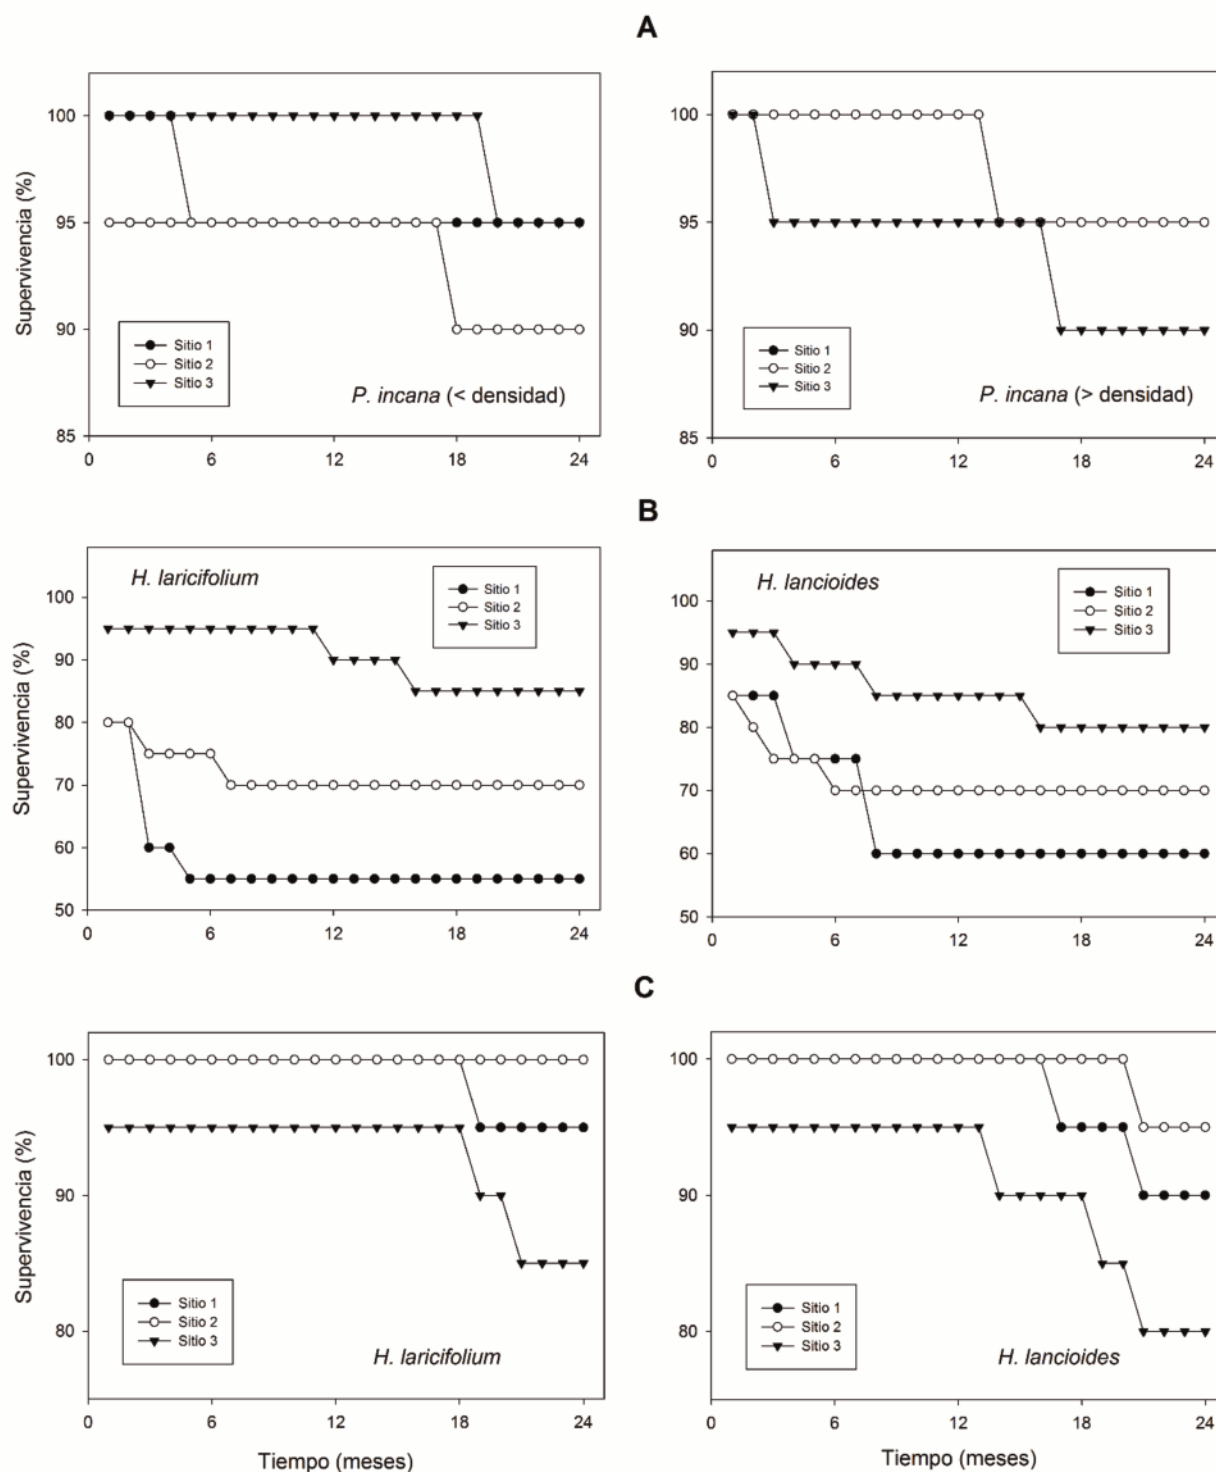 A
Supervivencia (%)
100
95
90
85
0 6 12 18 24
Sitio 1
Sitio 2
Sitio 3
P. incana (< densidad)
100
95
90
85
0 6 12 18 24
Sitio 1
Sitio 2
Sitio 3
P. incana (> densidad)
B
Supervivencia (%)
H. laricifolium
Sitio 1
Sitio 2
Sitio 3
100
90
80
70
60
50
0 6 12 18 24
H. lancioides
Sitio 1
Sitio 2
Sitio 3
100
90
80
70
60
50
0 6 12 18 24
C
Supervivencia (%)
100
90
80
Sitio 1
Sitio 2
Sitio 3
H. laricifolium
0 6 12 18 24
Tiempo (meses)
100
90
80
Sitio 1
Sitio 2
Sitio 3
H. lancioides
0 6 12 18 24
Tiempo (meses)